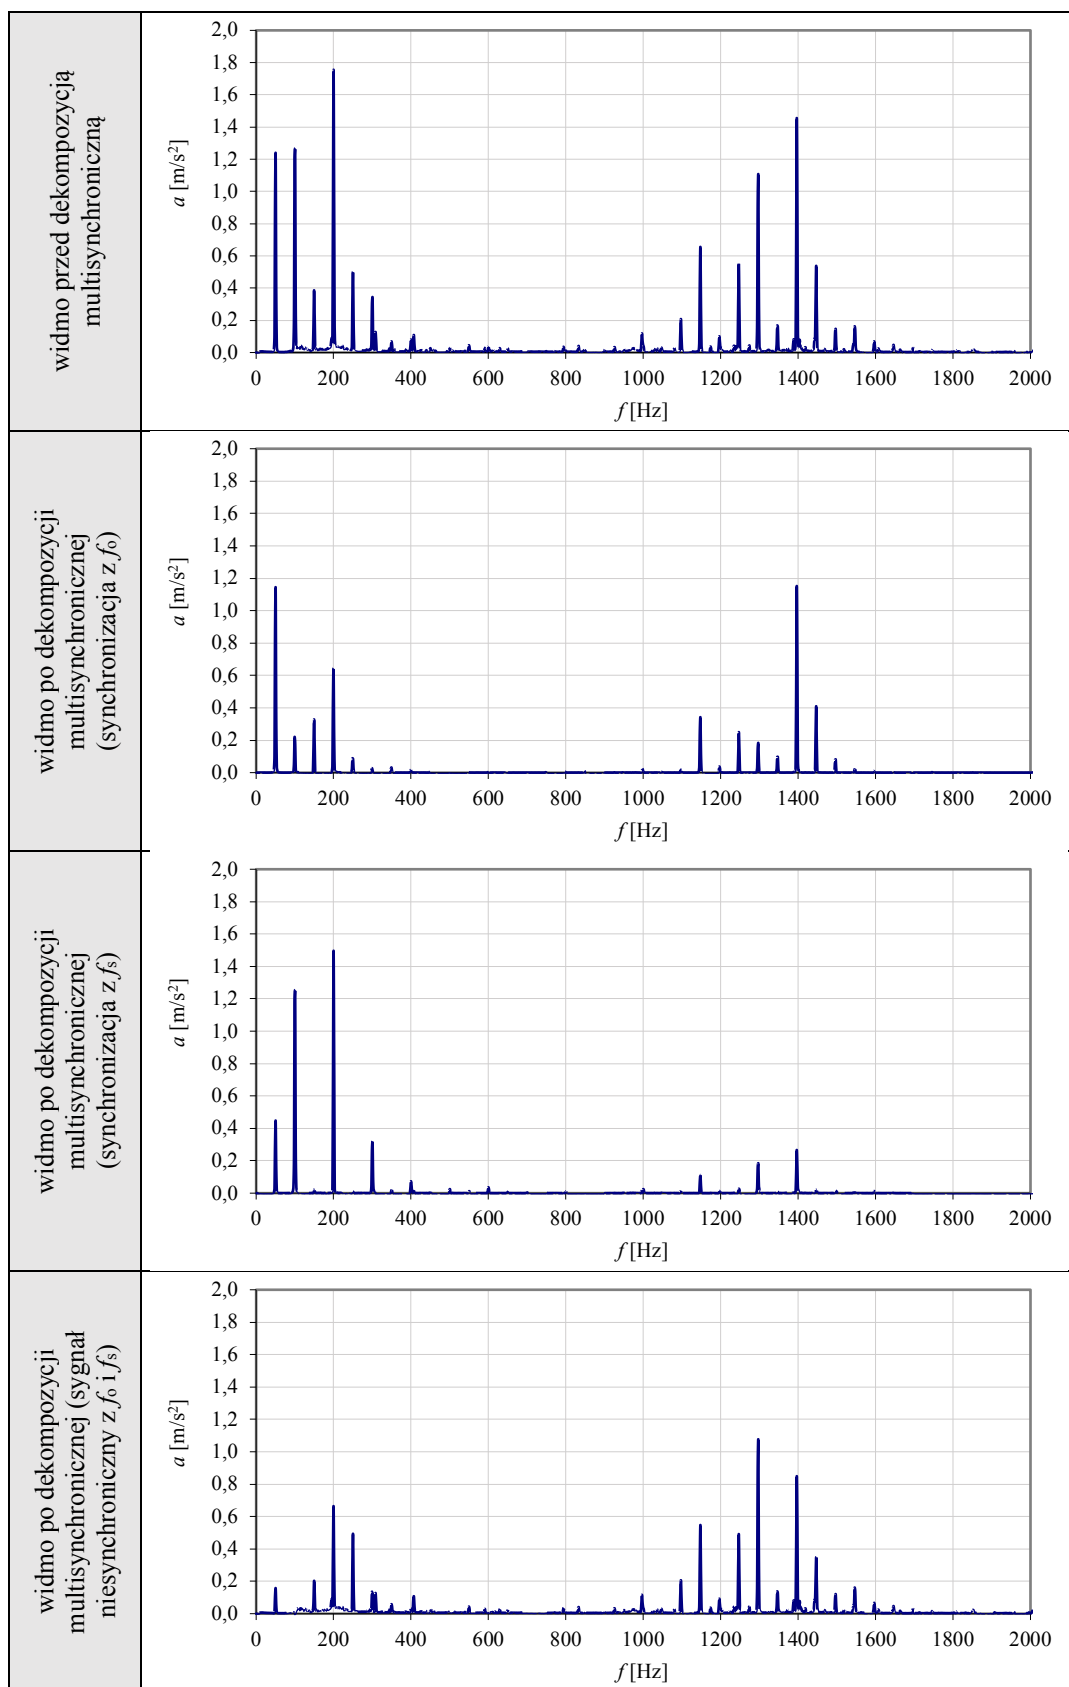 widmo przed dekompozycją
multisynchroniczną
2,0
1,8
1,6
1,4
1,2
1,0
0,8
0,6
0,4
0,2
0,0
a [m/s²]
0 200 400 600 800 1000 1200 1400 1600 1800 2000
f [Hz]
widmo po dekompozycji
multisynchronicznej
(synchronizacja z fo)
2,0
1,8
1,6
1,4
1,2
1,0
0,8
0,6
0,4
0,2
0,0
a [m/s²]
0 200 400 600 800 1000 1200 1400 1600 1800 2000
f [Hz]
widmo po dekompozycji
multisynchronicznej
(synchronizacja z fs)
2,0
1,8
1,6
1,4
1,2
1,0
0,8
0,6
0,4
0,2
0,0
a [m/s²]
0 200 400 600 800 1000 1200 1400 1600 1800 2000
f [Hz]
widmo po dekompozycji
multisynchronicznej (sygnał
niesynchroniczny z fo i fs)
2,0
1,8
1,6
1,4
1,2
1,0
0,8
0,6
0,4
0,2
0,0
a [m/s²]
0 200 400 600 800 1000 1200 1400 1600 1800 2000
f [Hz]